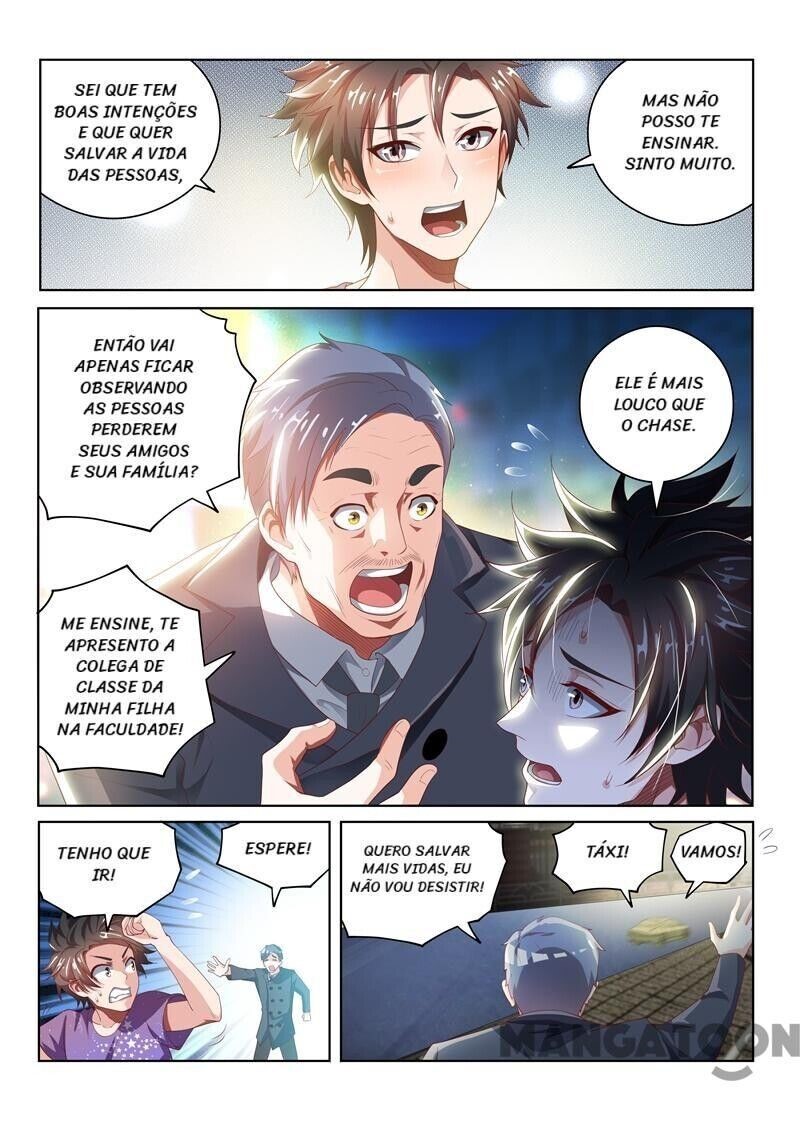 SEI QUE TEM
BOAS INTENÇÕES
E QUE QUER
SALVAR A VIDA
DAS PESSOAS,
MAS NÃO
POSSO TE
ENSINAR.
SINTO MUITO.
ENTÃO VAI
APENAS FICAR
OBSERVANDO
AS PESSOAS
PERDEREM
SEUS AMIGOS
E SUA FAMÍLIA?
ELE É MAIS
LOUCO QUE
O CHASE.
ME ENSINE, TE
APRESENTO A
COLEGA DE
CLASSE DA
MINHA FILHA
NA FACULDADE!
TENHO QUE
IR!
ESPERE!
QUERO SALVAR
MAIS VIDAS, EU
NÃO VOU DESISTIR!
TÁXI!
VAMOS!
MANGATOON